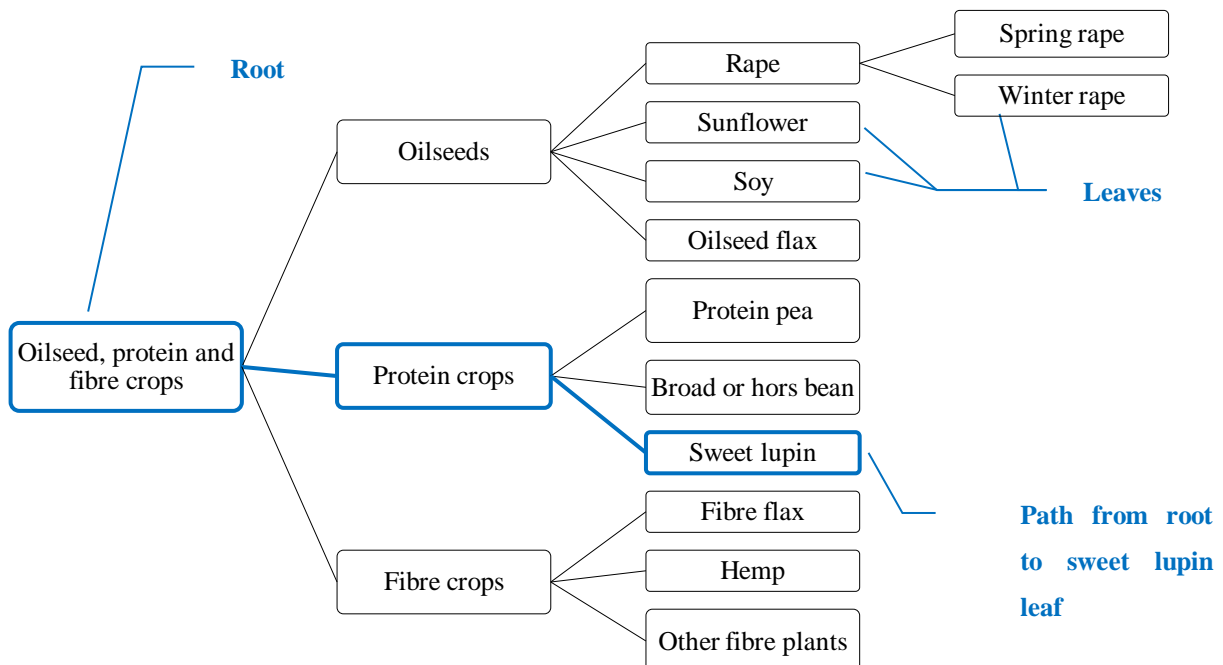 Root
Spring rape
Rape
Winter rape
Sunflower
Oilseeds
Soy
Leaves
Oilseed flax
Protein pea
Oilseed, protein and
fibre crops
Protein crops
Broad or hors bean
Sweet lupin
Fibre flax
Path from root
to sweet lupin
leaf
Hemp
Fibre crops
Other fibre plants